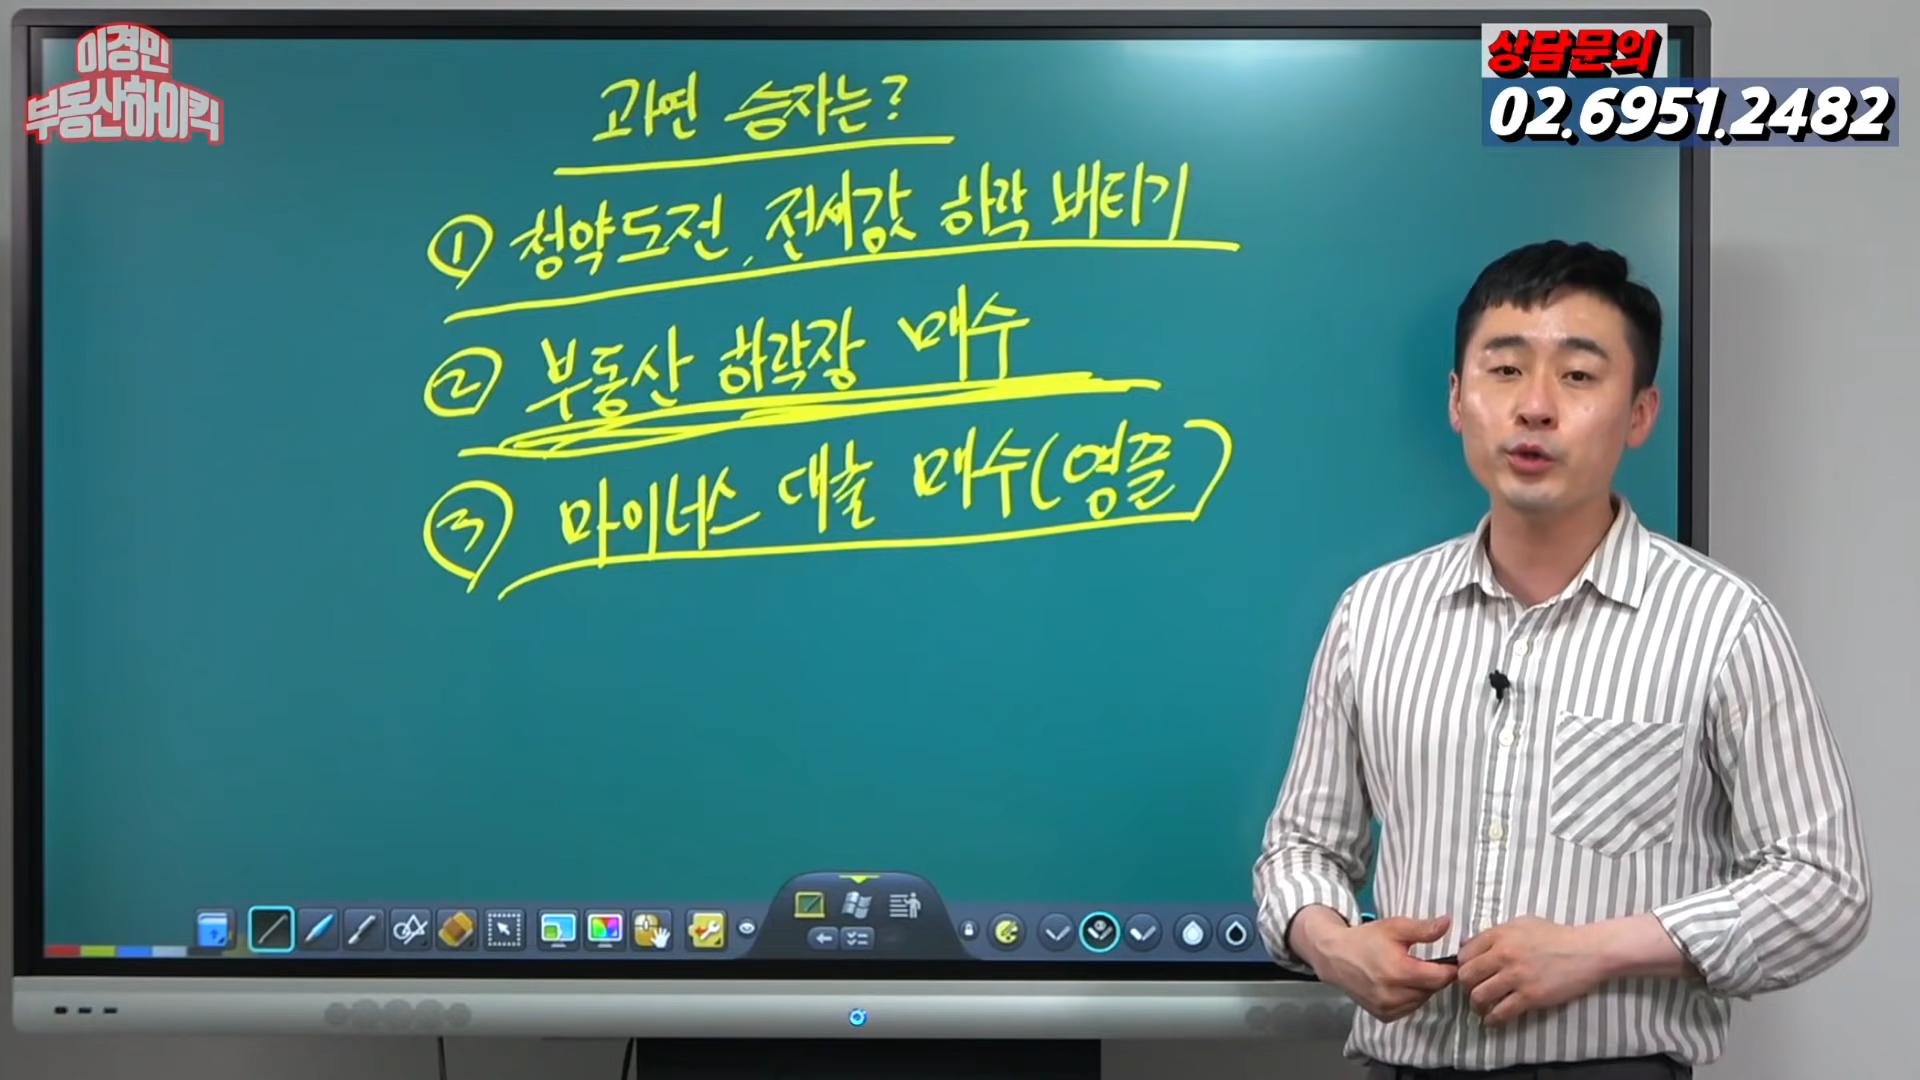 이경민
부동산하이킥
상담문의
02.6951.2482
과연 승자는?
① 청약도전, 전세값 하락 버티기
② 부동산 하락장 매수
③ 마이너스 대출 매수(영끌)